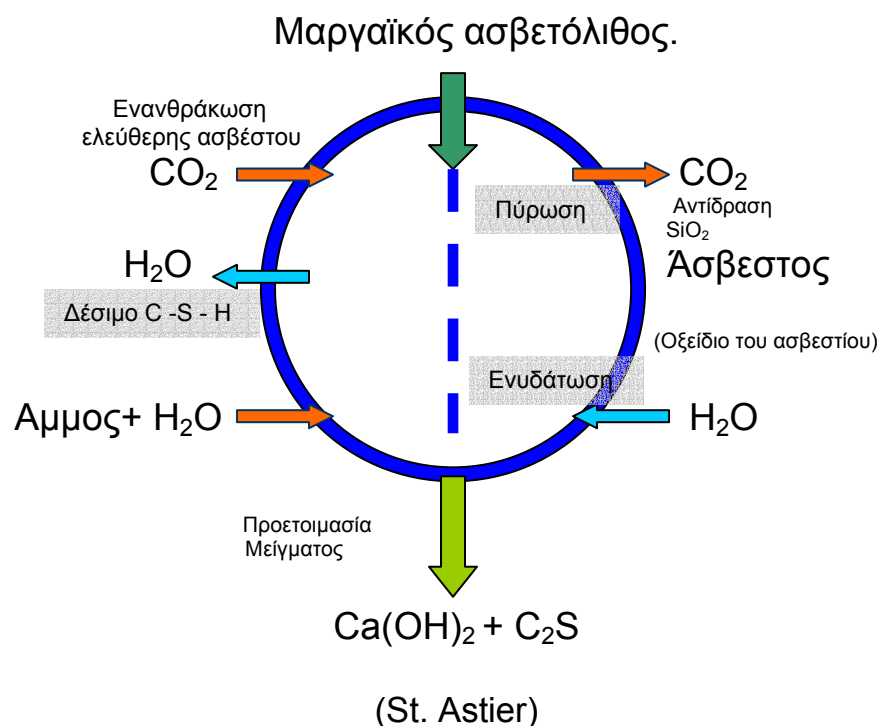 Μαργαϊκός ασβετόλιθος.
Ενανθράκωση
ελεύθερης ασβέστου
CO₂
CO₂
Πύρωση
Αντίδραση
SiO₂
H₂O
Άσβεστος
Δέσιμο C -S - H
(Οξείδιο του ασβεστίου)
Ενυδάτωση
Αμμος+ H₂O
H₂O
Προετοιμασία
Μείγματος
Ca(OH)₂ + C₂S
(St. Astier)